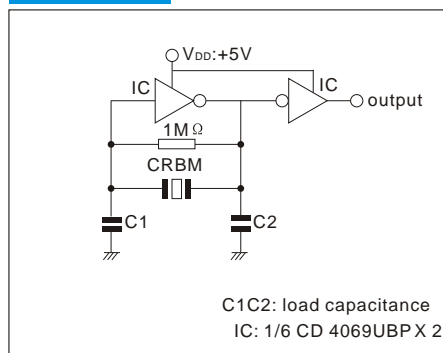 VDD:+5V
IC
IC
output
1MΩ
CRBM
C1
C2
C1C2: load capacitance
IC: 1/6 CD 4069UBP X 2